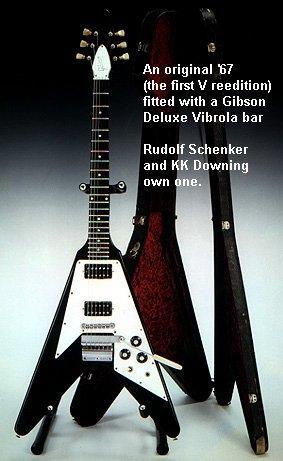 An original '67
(the first V reedition)
fitted with a Gibson
Deluxe Vibrola bar
Rudolf Schenker
and KK Downing
own one.